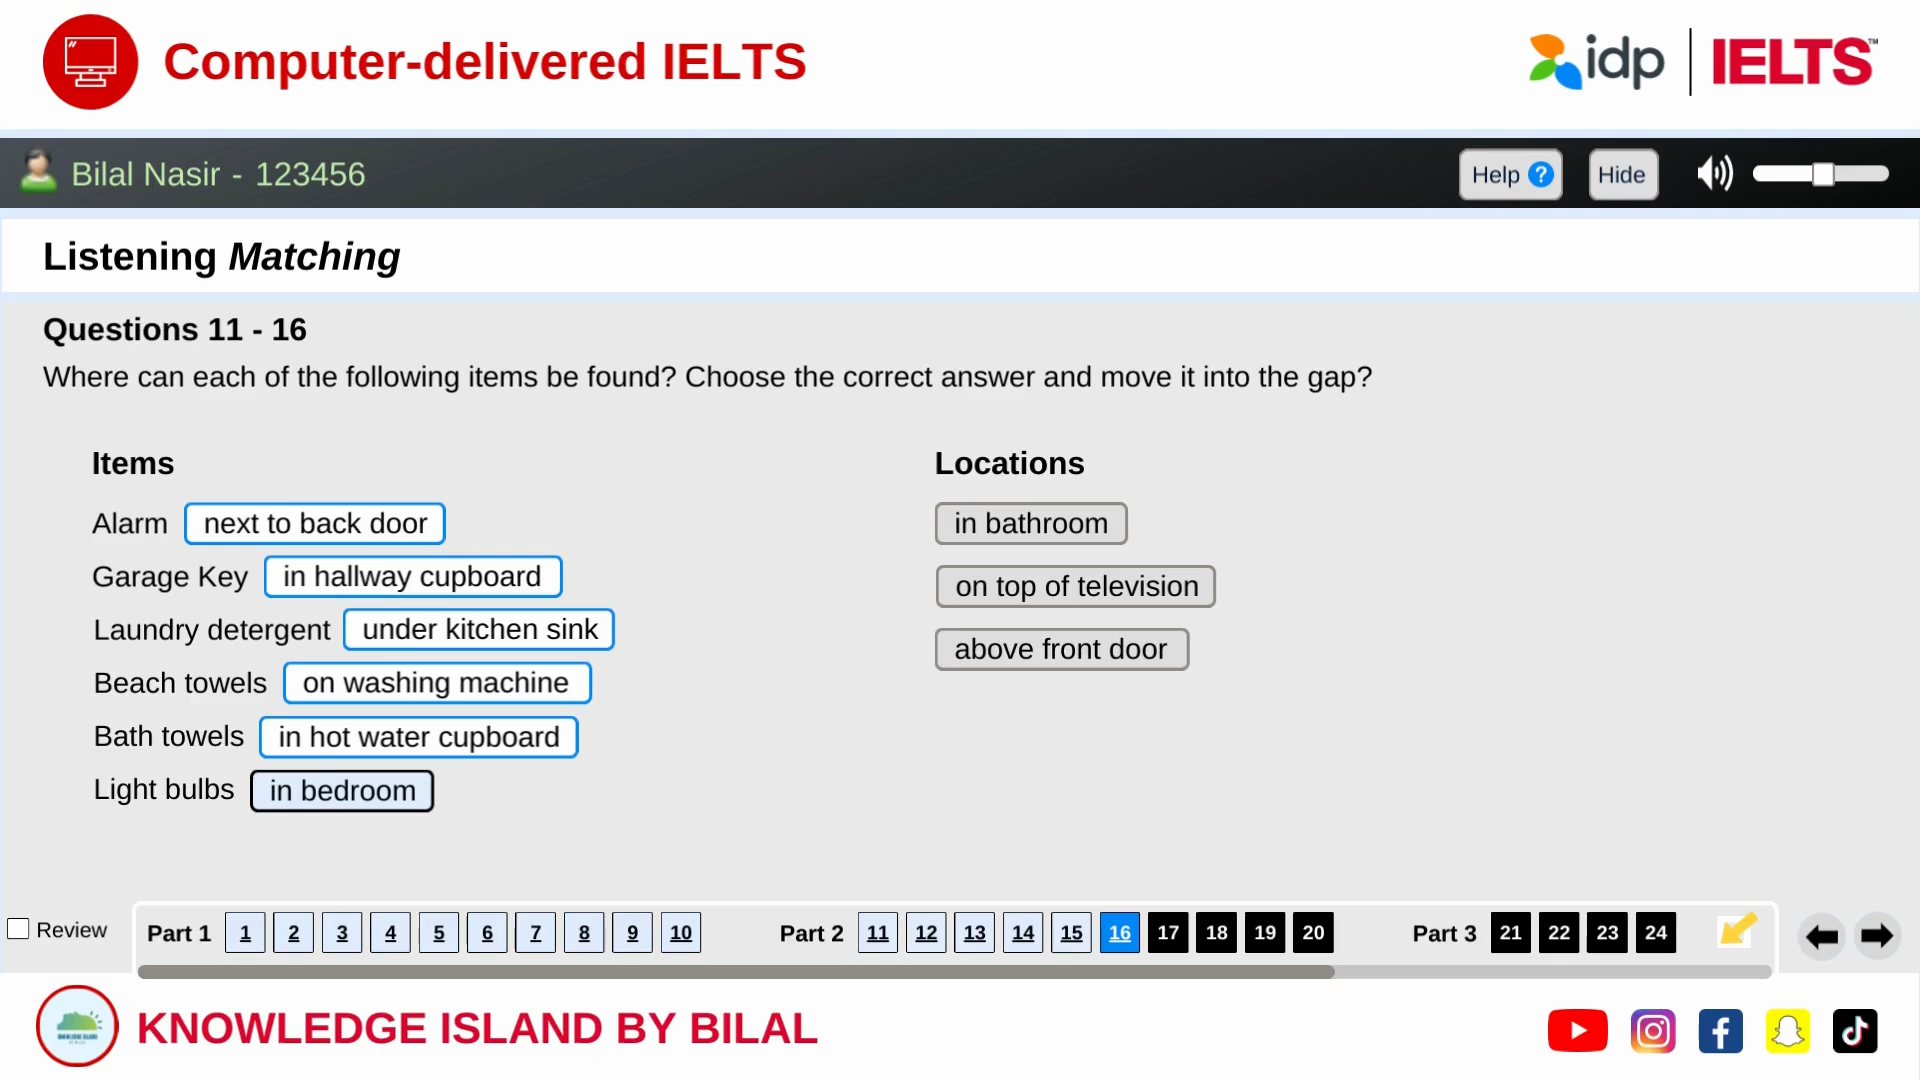 Computer-delivered IELTS
idp IELTS™
Bilal Nasir - 123456
Help ? Hide
Listening Matching
Questions 11 - 16
Where can each of the following items be found? Choose the correct answer and move it into the gap?
Items
Alarm next to back door
Garage Key in hallway cupboard
Laundry detergent under kitchen sink
Beach towels on washing machine
Bath towels in hot water cupboard
Light bulbs in bedroom
Locations
in bathroom
on top of television
above front door
Review Part 1 1 2 3 4 5 6 7 8 9 10 Part 2 11 12 13 14 15 16 17 18 19 20 Part 3 21 22 23 24
KNOWLEDGE ISLAND BY BILAL